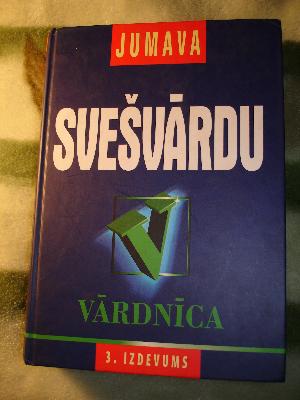 JUMAVA
SVEŠVĀRDU
V
VĀRDNĪCA
3. IZDEVUMS